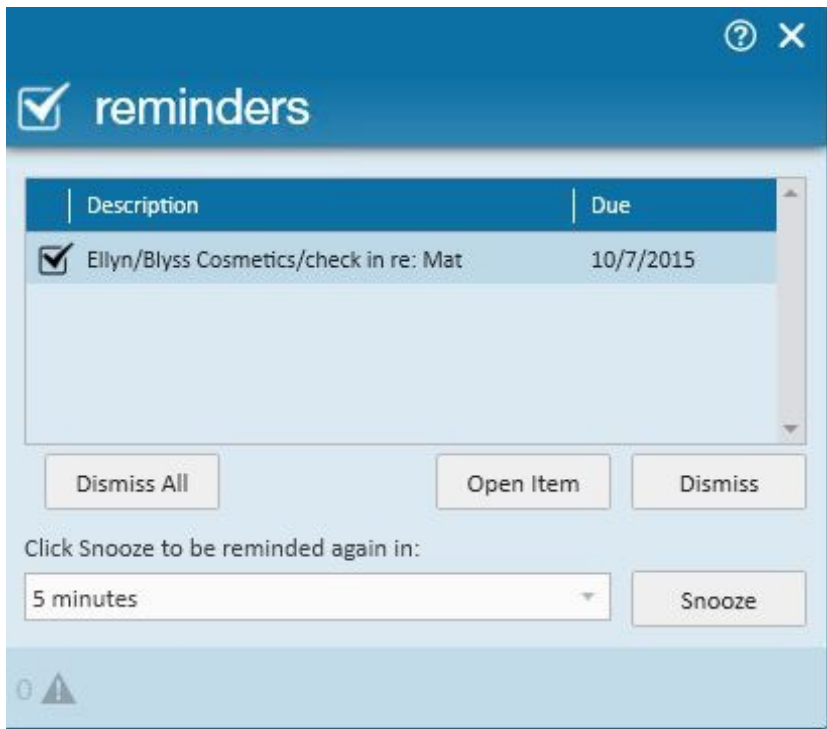 reminders
Description Due
Ellyn/Blyss Cosmetics/check in re: Mat 10/7/2015
Dismiss All Open Item Dismiss
Click Snooze to be reminded again in:
5 minutes Snooze
0